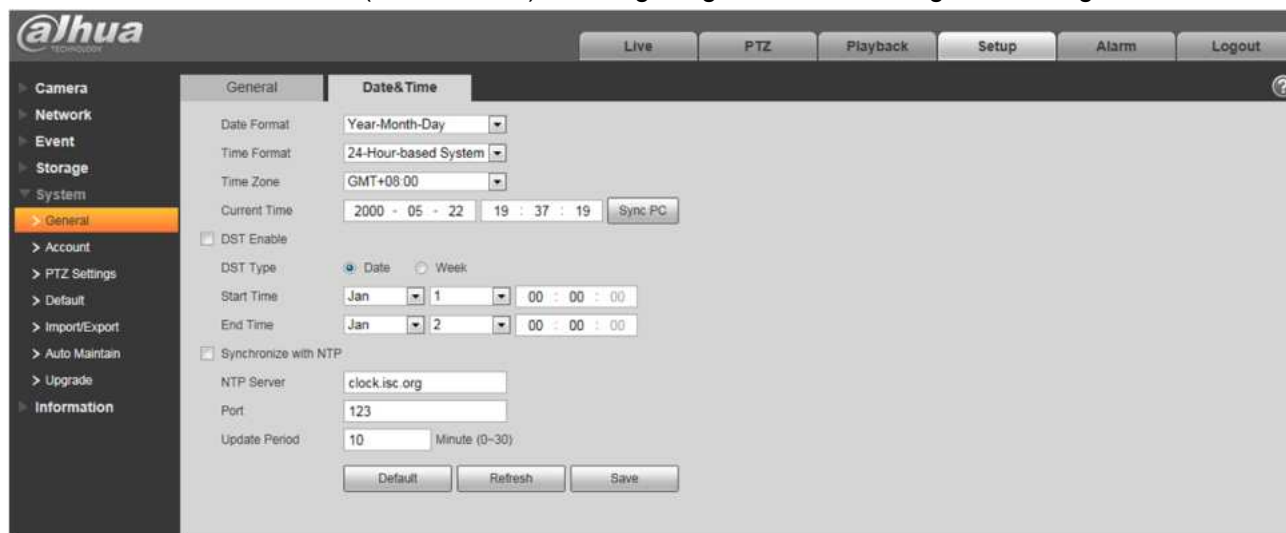 alhua
TECHNOLOGY
Live PTZ Playback Setup Alarm Logout
Camera
Network
Event
Storage
System
> General
> Account
> PTZ Settings
> Default
> Import/Export
> Auto Maintain
> Upgrade
Information
General Date&Time
?
Date Format Year-Month-Day
Time Format 24-Hour-based System
Time Zone GMT+08:00
Current Time 2000 - 05 - 22 19 : 37 : 19 Sync PC
DST Enable
DST Type Date Week
Start Time Jan 1 00 : 00 : 00
End Time Jan 2 00 : 00 : 00
Synchronize with NTP
NTP Server clock.isc.org
Port 123
Update Period 10 Minute (0~30)
Default Refresh Save